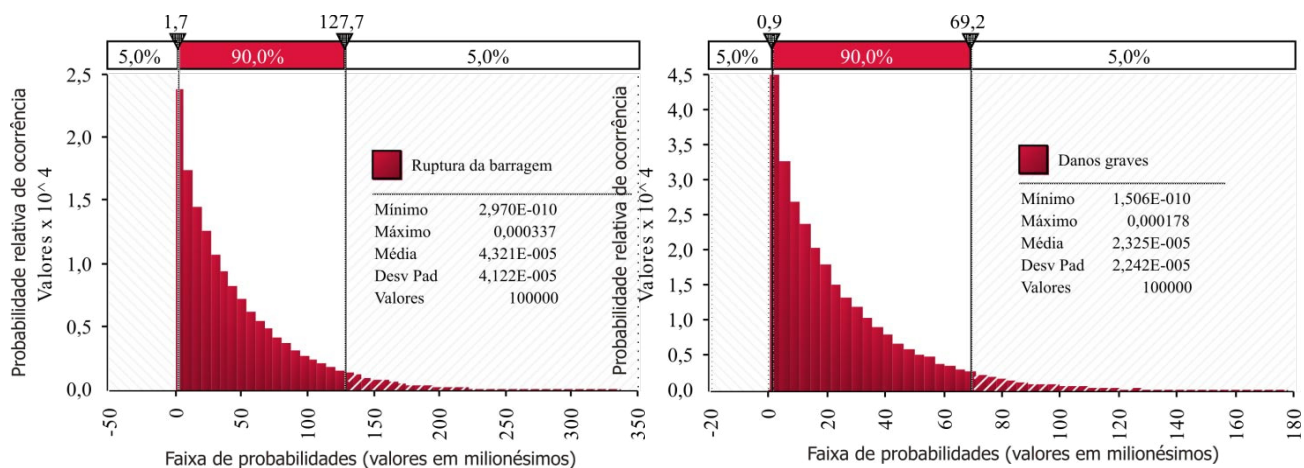 1,7 127,7
5,0% 90,0% 5,0%
Probabilidade relativa de ocorrência
Valores x 10^ 4
2,5
2,0
1,5
1,0
0,5
0,0
Ruptura da barragem
Mínimo 2,970E-010
Máximo 0,000337
Média 4,321E-005
Desv Pad 4,122E-005
Valores 100000
-50 0 50 100 150 200 250 300 350
Faixa de probabilidades (valores em milionésimos)
0,9 69,2
5,0% 90,0% 5,0%
Probabilidade relativa de ocorrência
Valores x 10^ 4
4,5
4,0
3,5
3,0
2,5
2,0
1,5
1,0
0,5
0,0
Danos graves
Mínimo 1,506E-010
Máximo 0,000178
Média 2,325E-005
Desv Pad 2,242E-005
Valores 100000
-20 0 20 40 60 80 100 120 140 160 180
Faixa de probabilidades (valores em milionésimos)